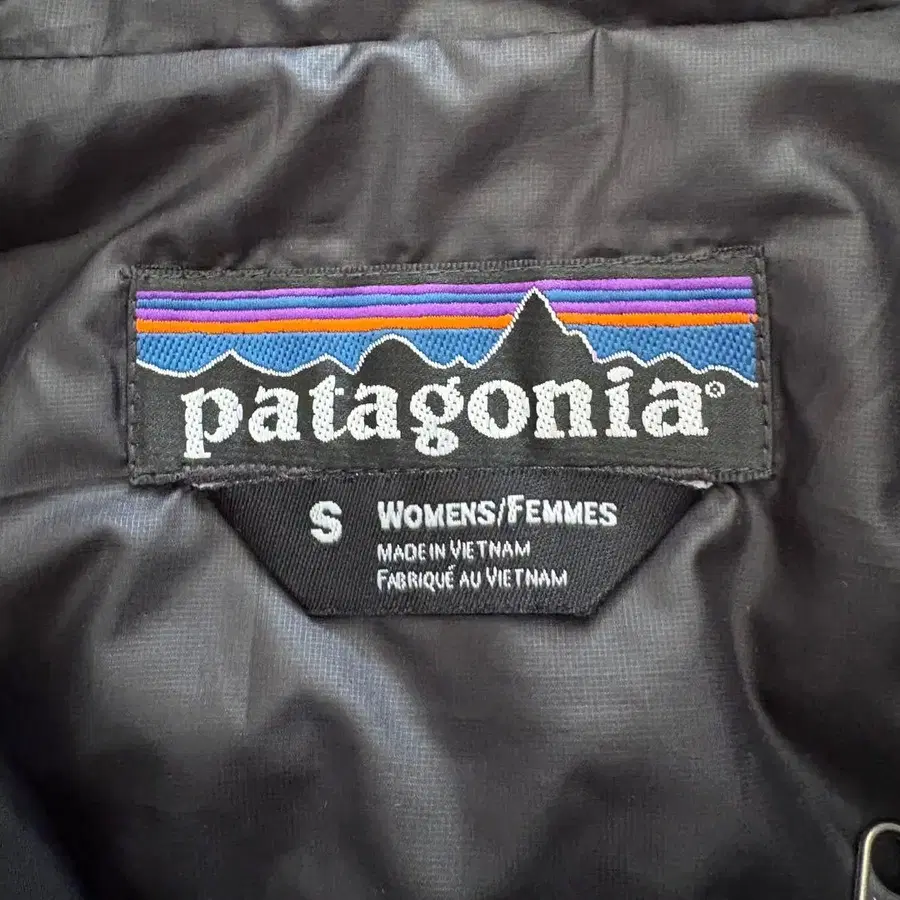 patagonia®
S WOMENS/FEMMES
MADE IN VIETNAM
FABRIQUÉ AU VIETNAM